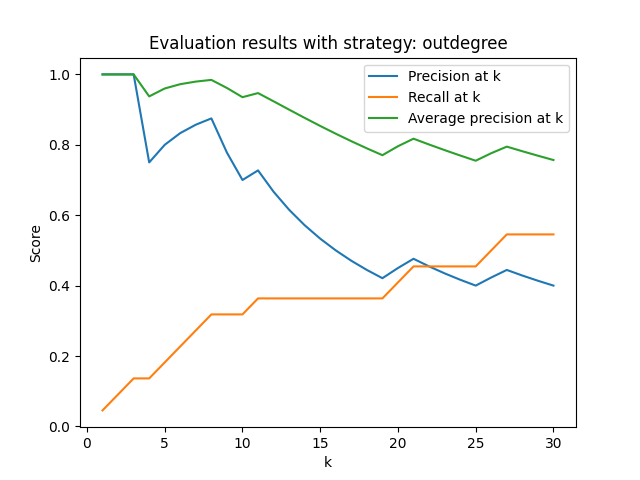 Evaluation results with strategy: outdegree
Precision at k
Recall at k
Average precision at k
Score
1.0
0.8
0.6
0.4
0.2
0.0
0 5 10 15 20 25 30
k